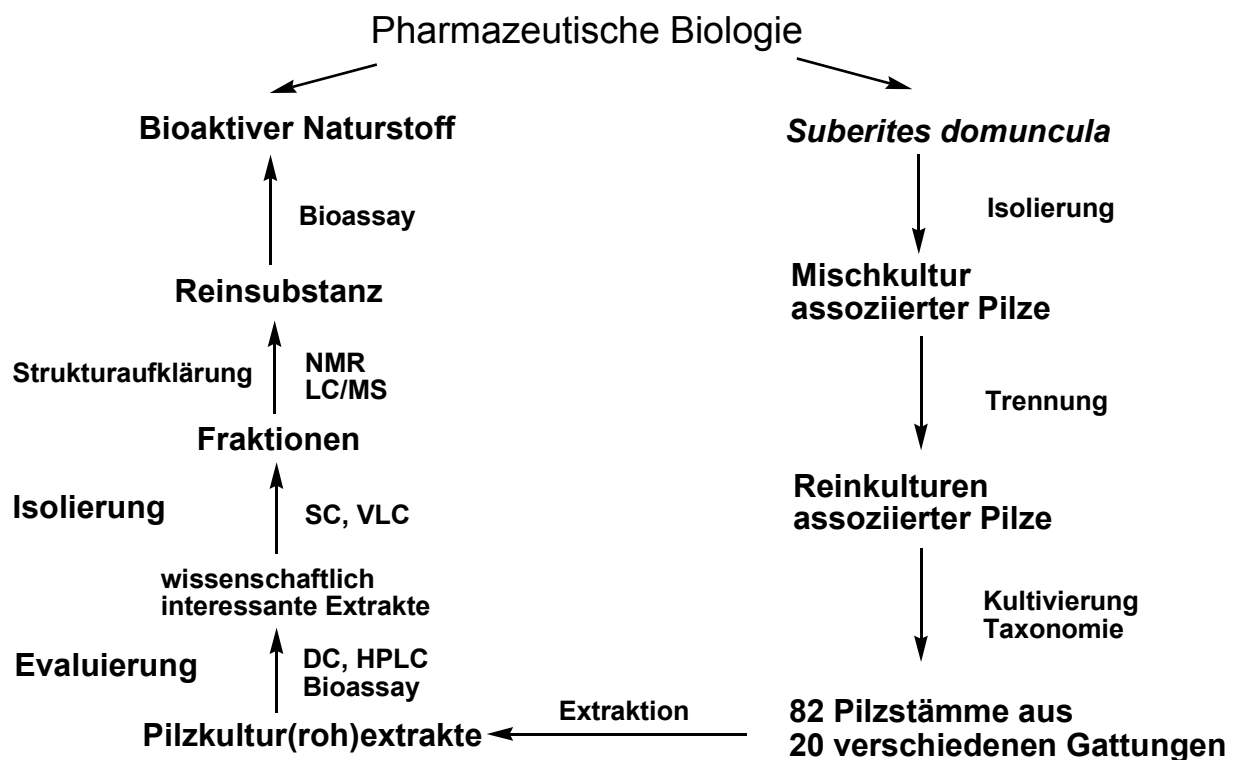 Pharmazeutische Biologie
Bioaktiver Naturstoff
Suberites domuncula
Bioassay
Isolierung
Reinsubstanz
Mischkultur
assoziierter Pilze
Strukturaufklärung
NMR
LC/MS
Trennung
Fraktionen
Isolierung
SC, VLC
Reinkulturen
assoziierter Pilze
wissenschaftlich
interessante Extrakte
Kultivierung
Taxonomie
Evaluierung
DC, HPLC
Bioassay
Pilzkultur(roh)extrakte
Extraktion
82 Pilzstämme aus
20 verschiedenen Gattungen